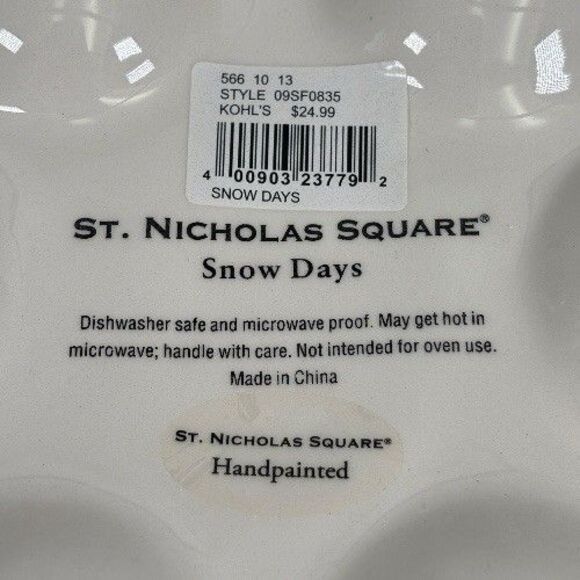 566 10 13
STYLE 09SF0835
KOHL'S $24.99
4 00903 23779 2
SNOW DAYS
ST. NICHOLAS SQUARE®
Snow Days
Dishwasher safe and microwave proof. May get hot in
microwave; handle with care. Not intended for oven use.
Made in China
ST. NICHOLAS SQUARE®
Handpainted